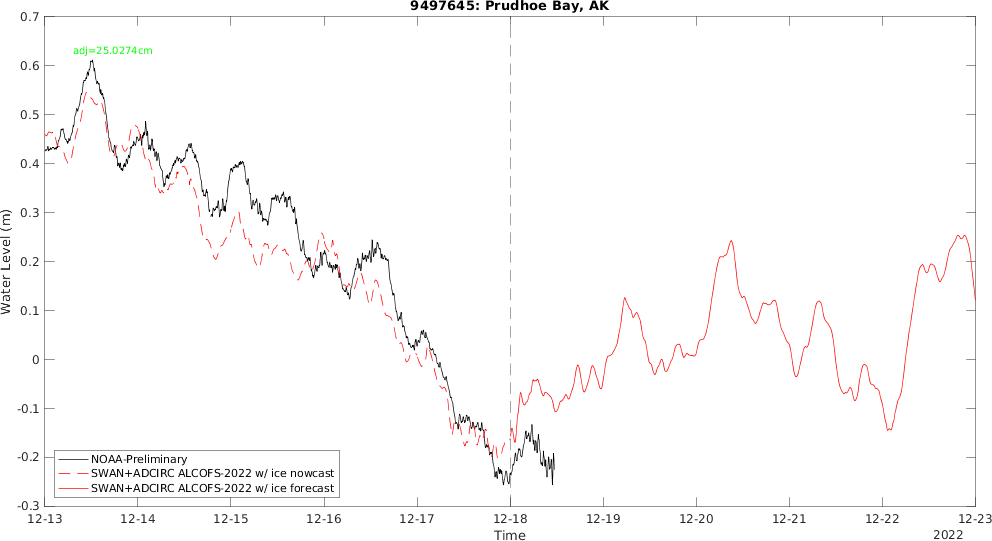 9497645: Prudhoe Bay, AK
adj=25.0274cm
0.7
0.6
0.5
0.4
0.3
0.2
0.1
0
-0.1
-0.2
-0.3
Water Level (m)
NOAA-Preliminary
SWAN+ADCIRC ALCOFS-2022 w/ ice nowcast
SWAN+ADCIRC ALCOFS-2022 w/ ice forecast
12-13 12-14 12-15 12-16 12-17 12-18 12-19 12-20 12-21 12-22 12-23
Time
2022